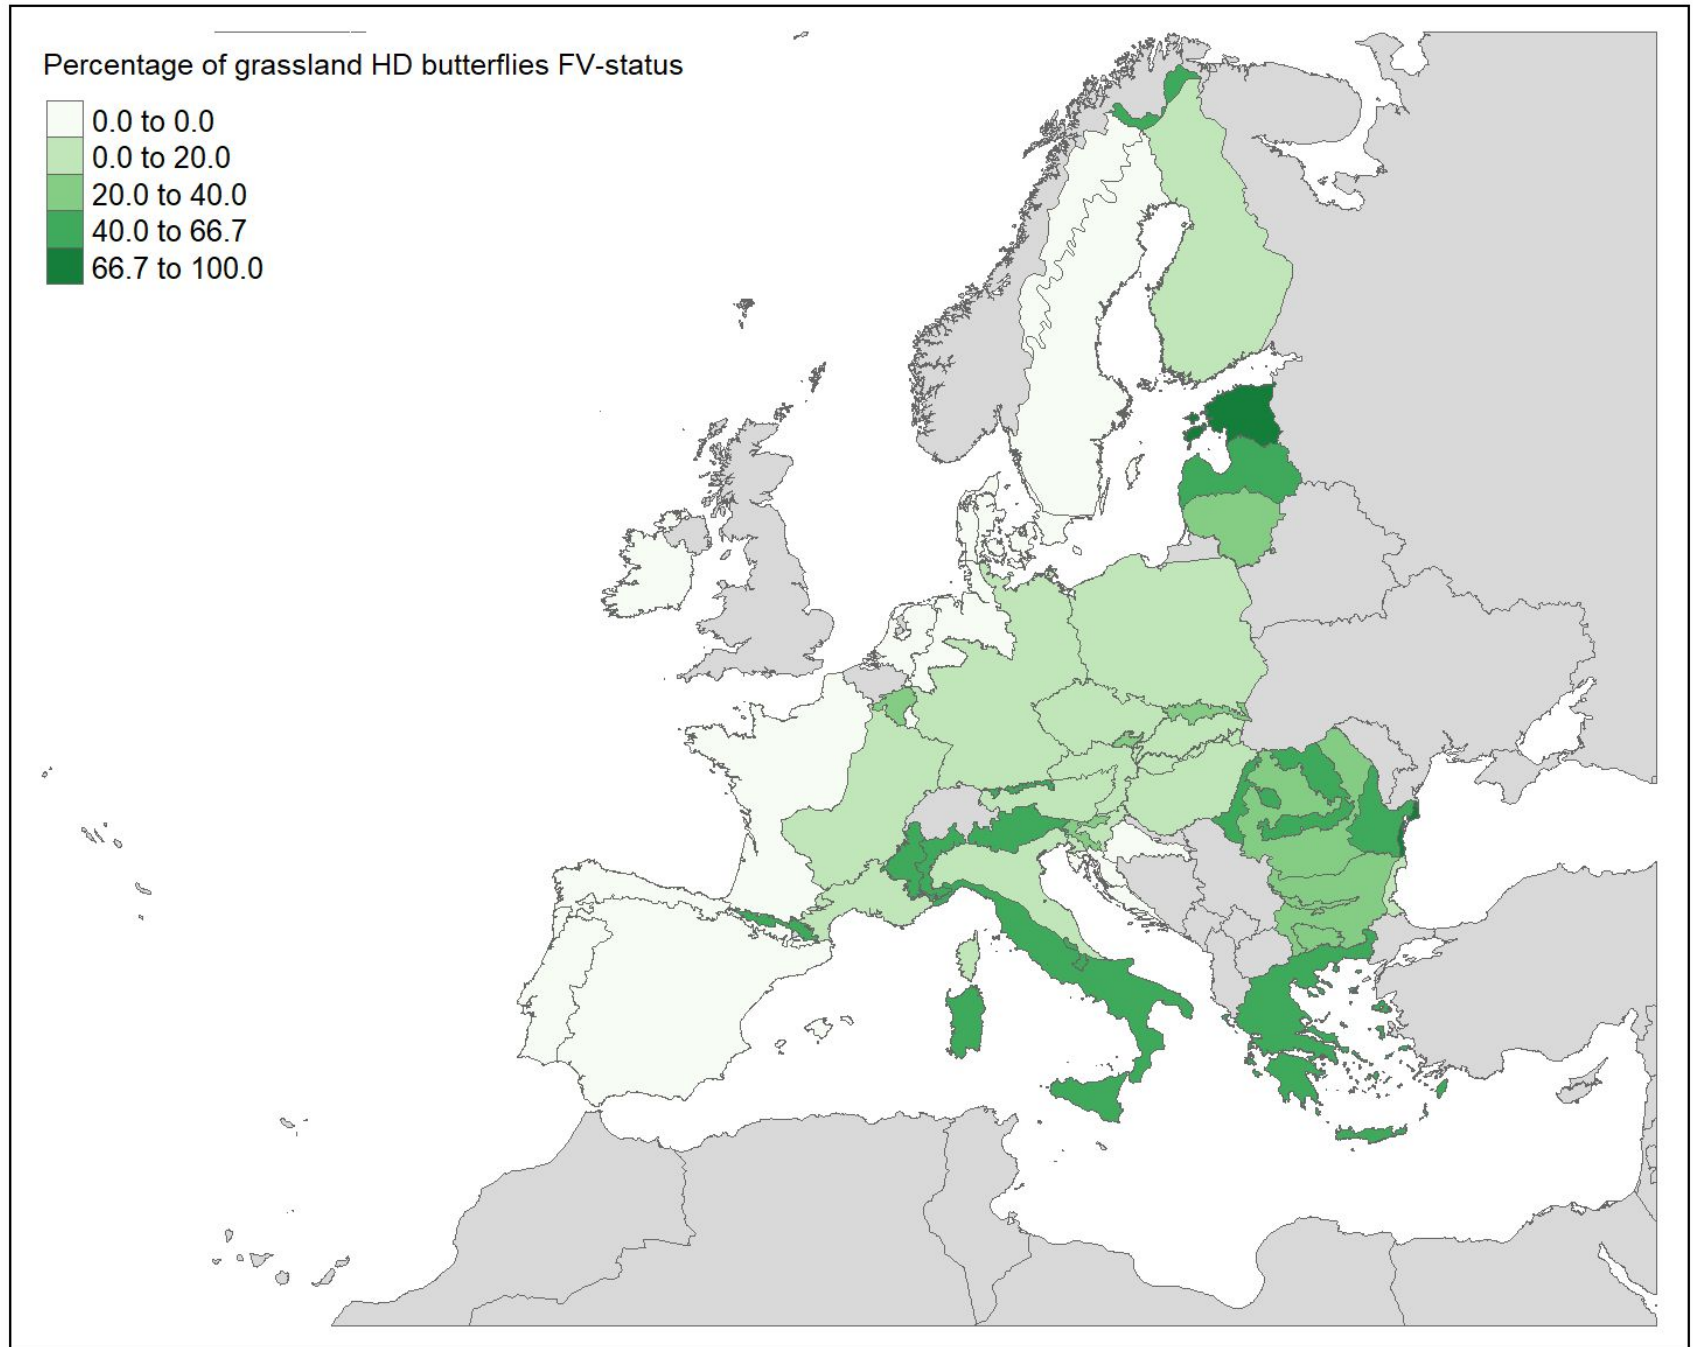 Percentage of grassland HD butterflies FV-status
0.0 to 0.0
0.0 to 20.0
20.0 to 40.0
40.0 to 66.7
66.7 to 100.0